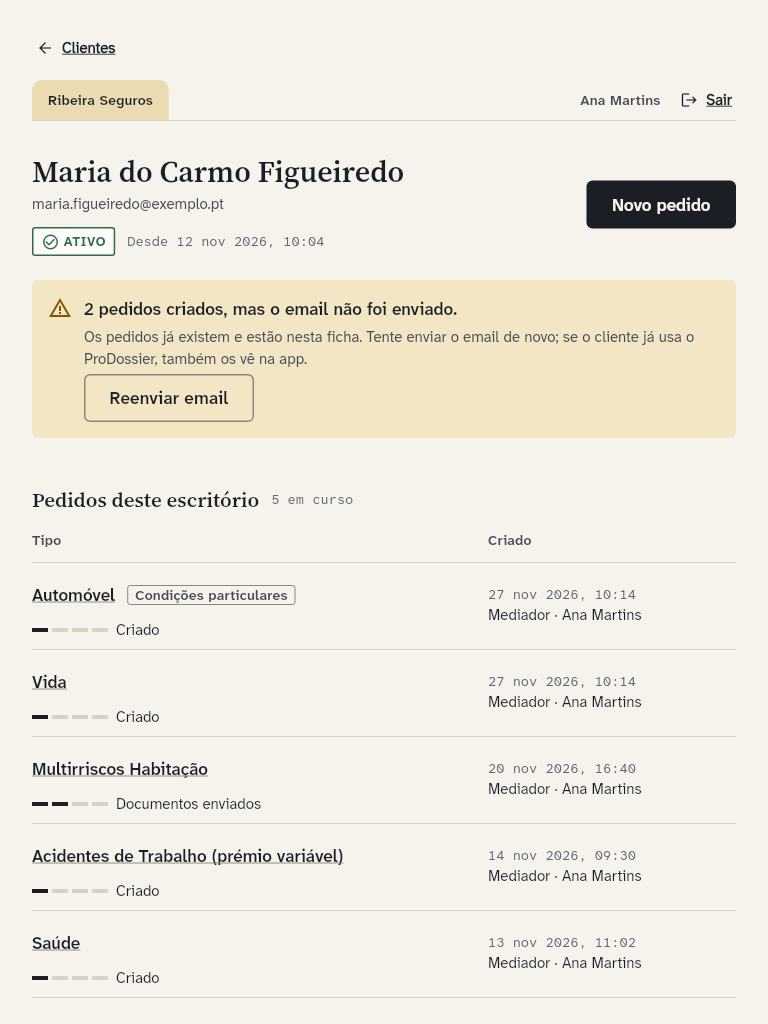 Clientes
Ribeira Seguros
Ana Martins
Sair
Maria do Carmo Figueiredo
maria.figueiredo@exemplo.pt
Novo pedido
ATIVO
Desde 12 nov 2026, 10:04
2 pedidos criados, mas o email não foi enviado.
Os pedidos já existem e estão nesta ficha. Tente enviar o email de novo; se o cliente já usa o
ProDossier, também os vê na app.
Reenviar email
Pedidos deste escritório 5 em curso
Tipo
Criado
Automóvel Condições particulares
27 nov 2026, 10:14
Mediador · Ana Martins
Criado
Vida
27 nov 2026, 10:14
Mediador · Ana Martins
Criado
Multirriscos Habitação
20 nov 2026, 16:40
Mediador · Ana Martins
Documentos enviados
Acidentes de Trabalho (prémio variável)
14 nov 2026, 09:30
Mediador · Ana Martins
Criado
Saúde
13 nov 2026, 11:02
Mediador · Ana Martins
Criado